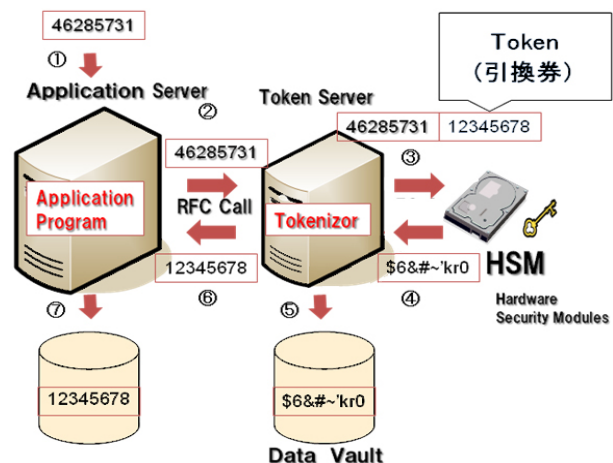 46285731
①
Application Server
②
Token Server
Token
(引換券)
46285731
46285731 12345678
③
Application
Program
RFC Call
Tokenizor
12345678
⑥
$6&#~'kr0
④
HSM
Hardware
Security Modules
⑦
⑤
12345678
$6&#~'kr0
Data Vault